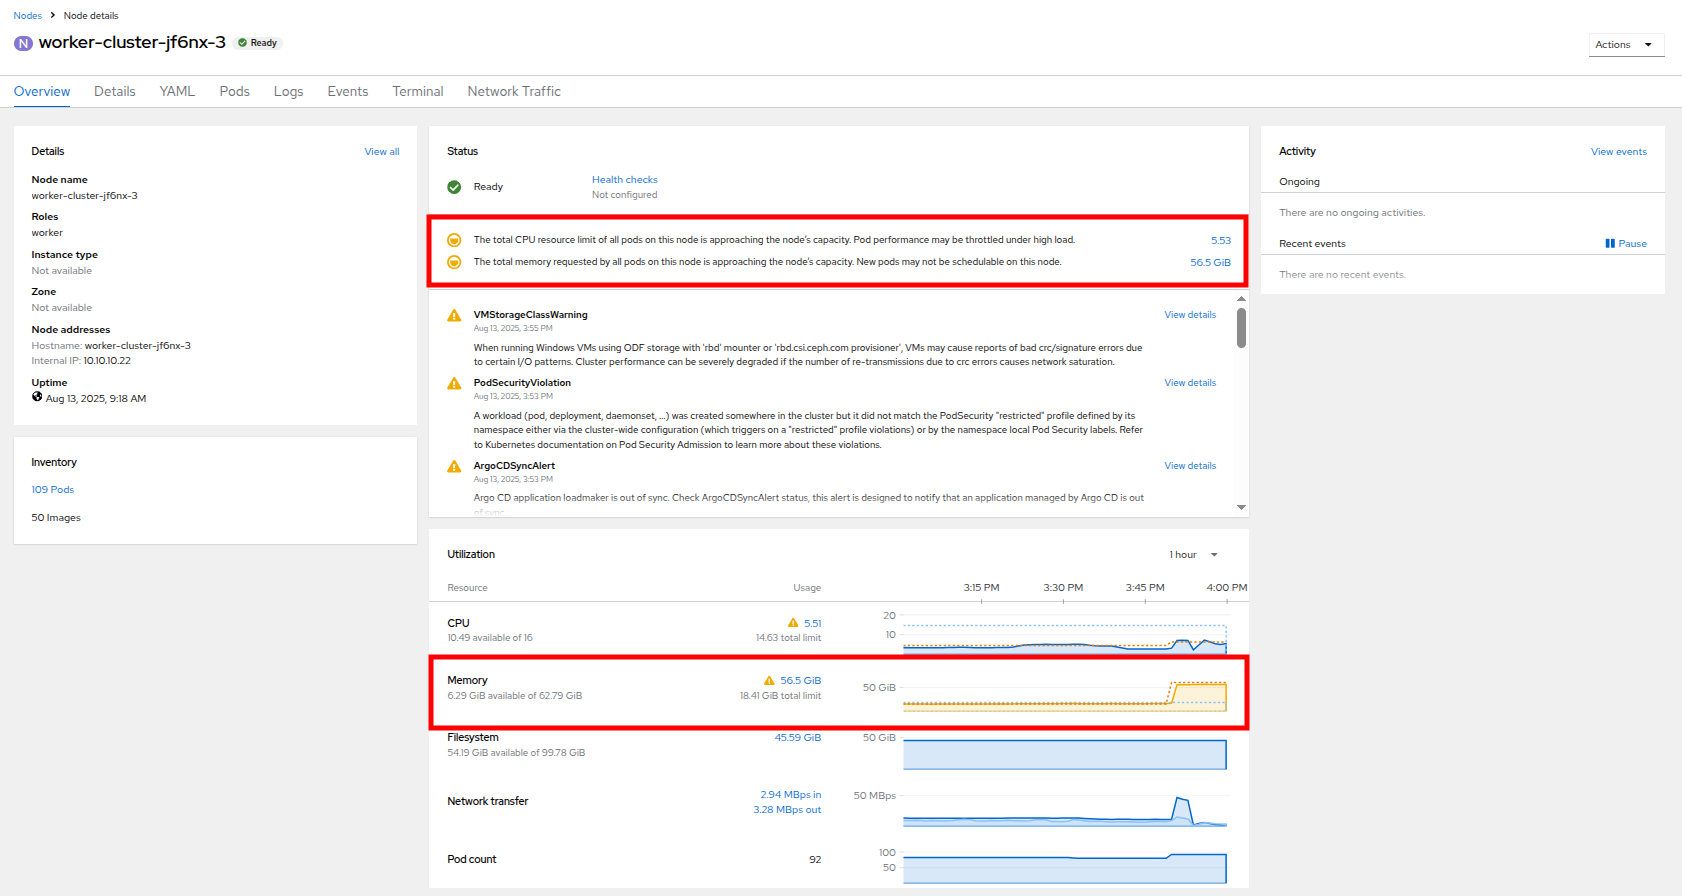 Nodes > Node details
N worker-cluster-jf6nx-3 Ready
Actions
Overview Details YAML Pods Logs Events Terminal Network Traffic
Details View all
Node name
worker-cluster-jf6nx-3
Roles
worker
Instance type
Not available
Zone
Not available
Node addresses
Hostname: worker-cluster-jf6nx-3
Internal IP: 10.10.10.22
Uptime
Aug 13, 2025, 9:18 AM
Inventory
109 Pods
50 Images
Status
Ready
Health checks
Not configured
The total CPU resource limit of all pods on this node is approaching the node's capacity. Pod performance may be throttled under high load. 5.53
The total memory requested by all pods on this node is approaching the node's capacity. New pods may not be schedulable on this node. 56.5 GiB
VMStorageClassWarning View details
Aug 13, 2025, 3:55 PM
When running Windows VMs using ODF storage with 'rbd' mounter or 'rbd.csi.ceph.com provisioner', VMs may cause reports of bad crc/signature errors due
to certain I/O patterns. Cluster performance can be severely degraded if the number of re-transmissions due to crc errors causes network saturation.
PodSecurityViolation View details
Aug 13, 2025, 3:53 PM
A workload (pod, deployment, daemonset, ...) was created somewhere in the cluster but it did not match the PodSecurity "restricted" profile defined by its
namespace either via the cluster-wide configuration (which triggers on a "restricted" profile violations) or by the namespace local Pod Security labels. Refer
to Kubernetes documentation on Pod Security Admission to learn more about these violations.
ArgoCDSyncAlert View details
Aug 13, 2025, 3:53 PM
Argo CD application loadmaker is out of sync. Check ArgoCDSyncAlert status, this alert is designed to notify that an application managed by Argo CD is out
of sync.
Utilization 1 hour
Resource Usage 3:15 PM 3:30 PM 3:45 PM 4:00 PM
CPU 5.51 20
10.49 available of 16 14.63 total limit 10
Memory 56.5 GiB
6.29 GiB available of 62.79 GiB 18.41 GiB total limit 50 GiB
Filesystem 45.59 GiB 50 GiB
54.19 GiB available of 99.78 GiB
Network transfer 2.94 MBps in 50 MBps
3.28 MBps out
Pod count 92 100
50
Activity View events
Ongoing
There are no ongoing activities.
Recent events Pause
There are no recent events.